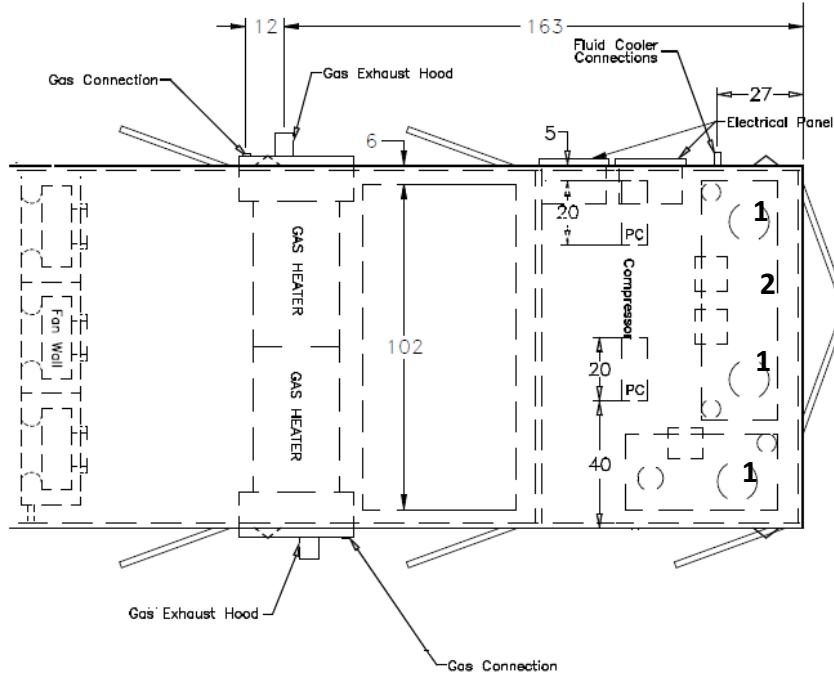 12
163
Fluid Cooler
Connections
Gas Connection
Gas Exhaust Hood
27
Electrical Panel
6
5
20
PC
1
GAS HEATER
Compressor
2
Fan Wall
102
20
PC
1
GAS HEATER
40
1
Gas Exhaust Hood
Gas Connection